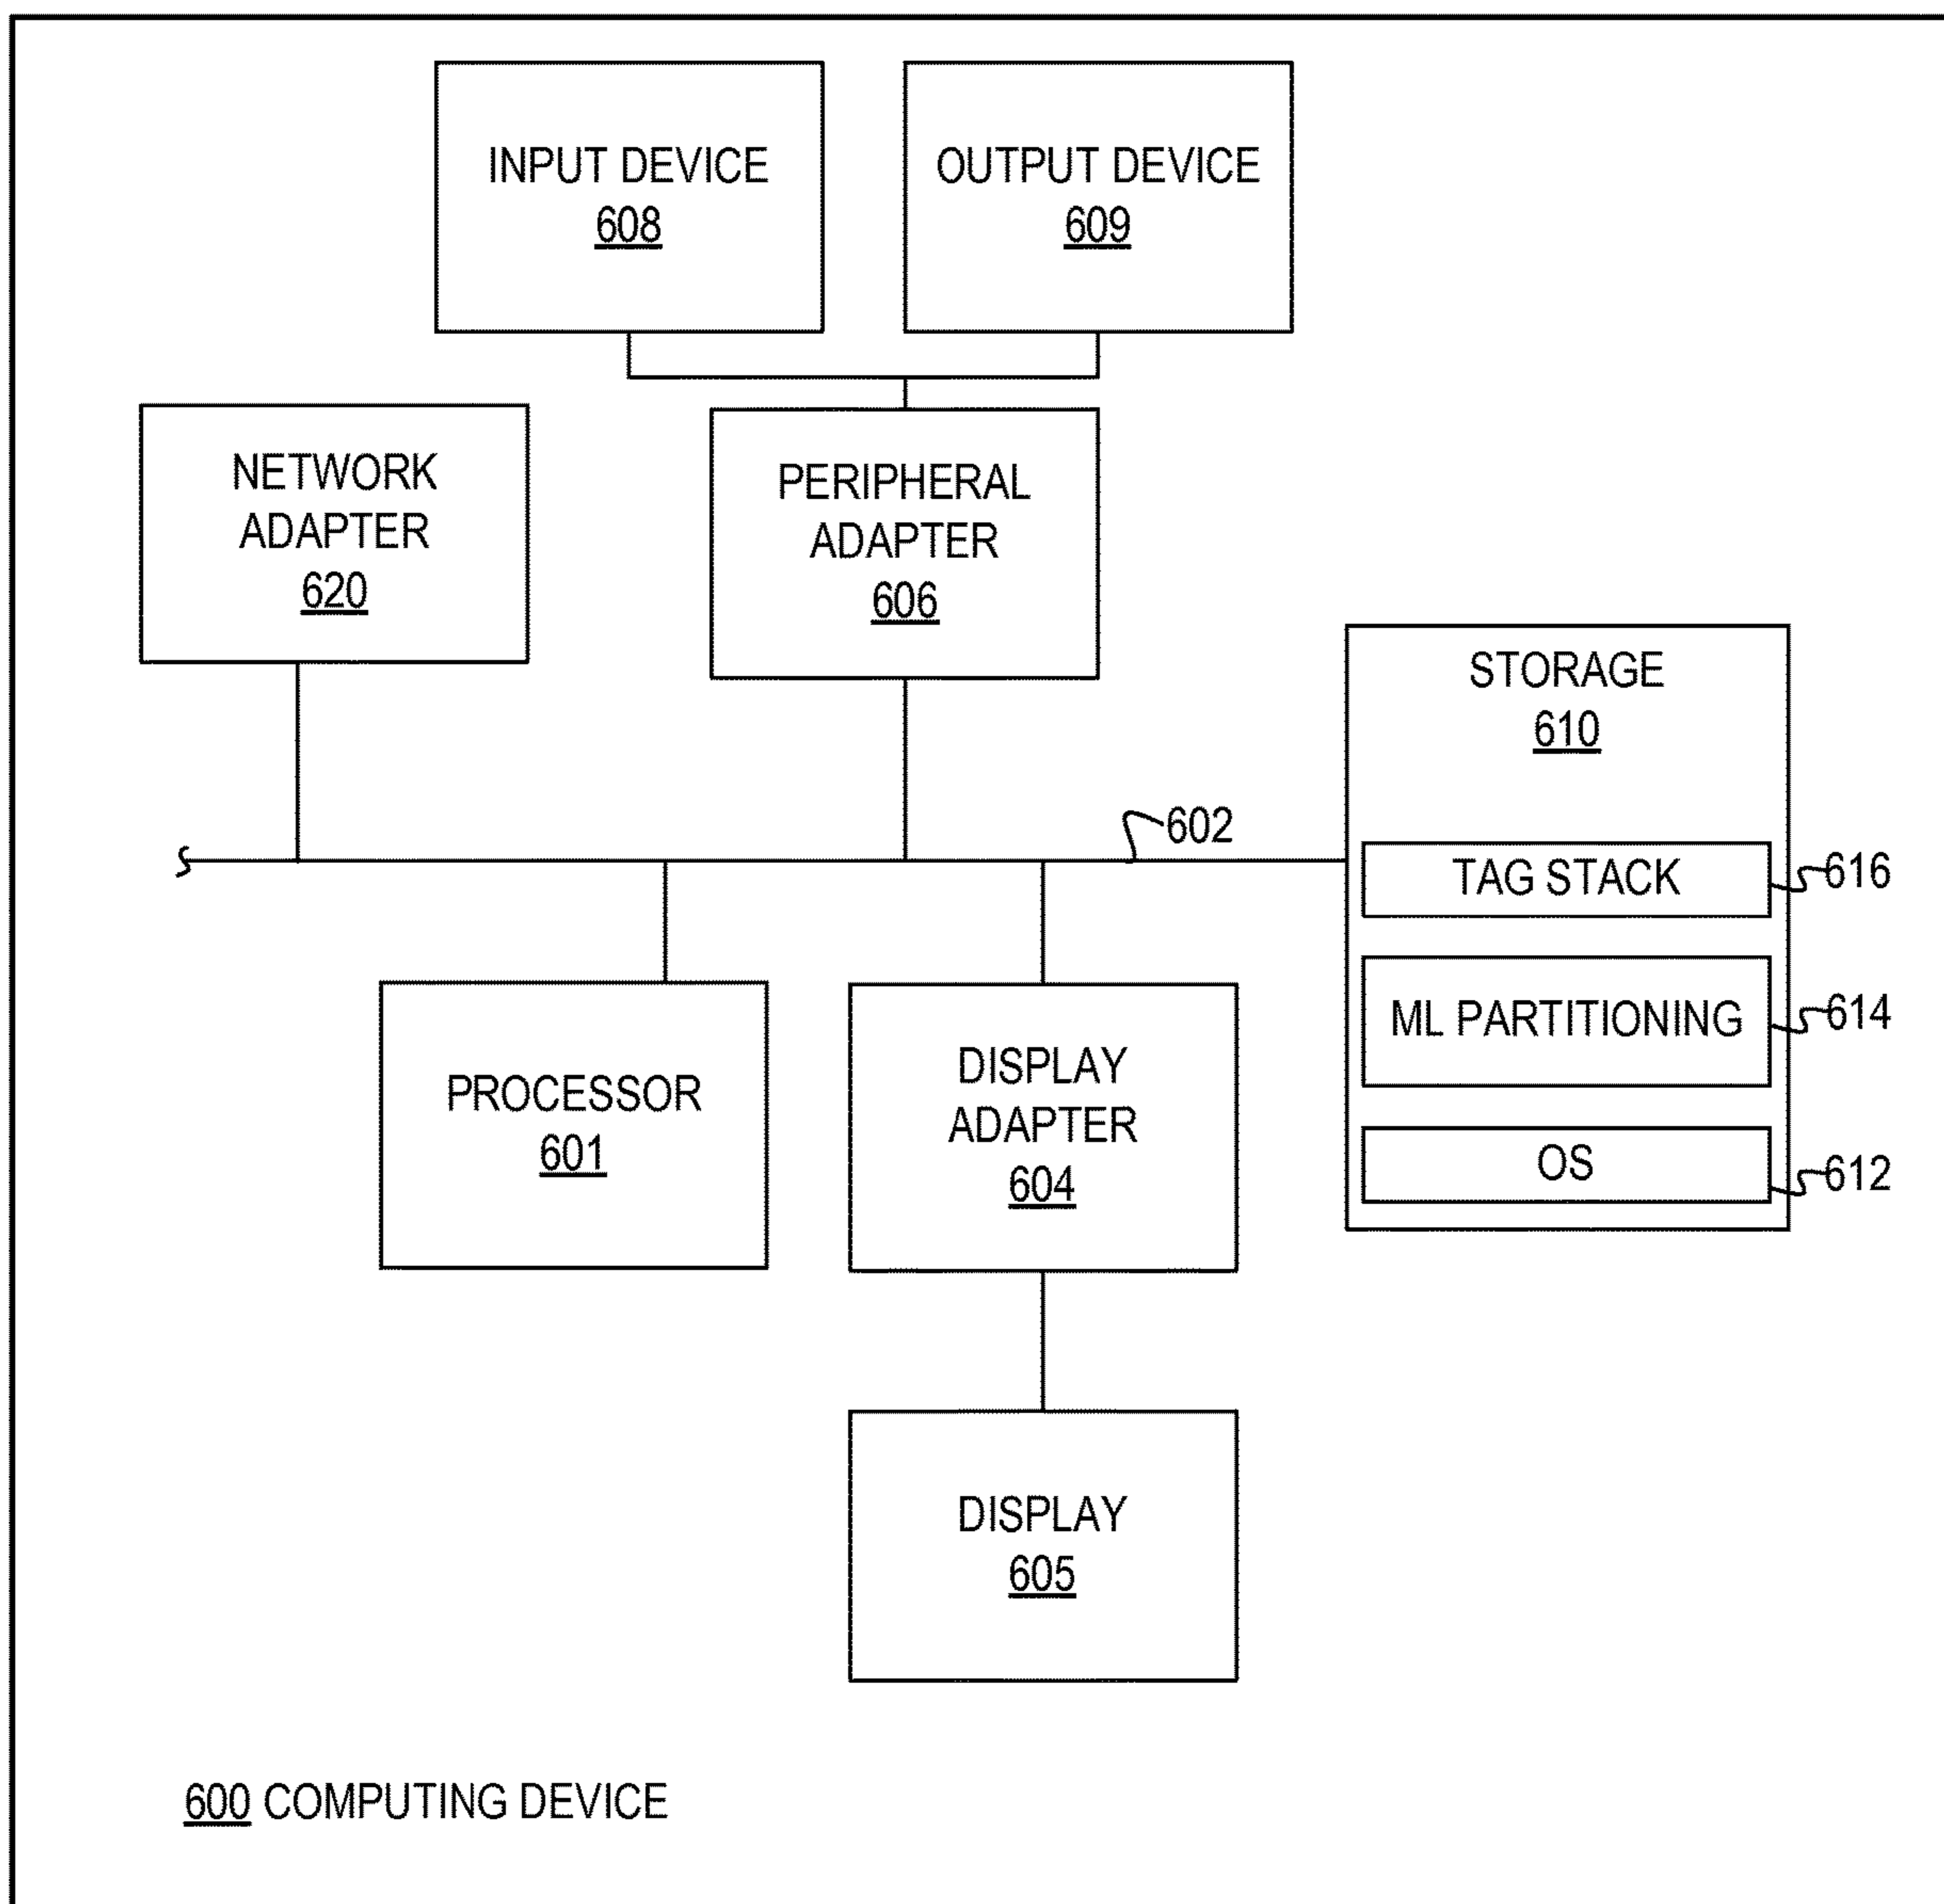 INPUT DEVICE
608
OUTPUT DEVICE
609
NETWORK
ADAPTER
620
PERIPHERAL
ADAPTER
606
STORAGE
610
602
TAG STACK
616
ML PARTITIONING
614
OS
612
PROCESSOR
601
DISPLAY
ADAPTER
604
DISPLAY
605
600 COMPUTING DEVICE